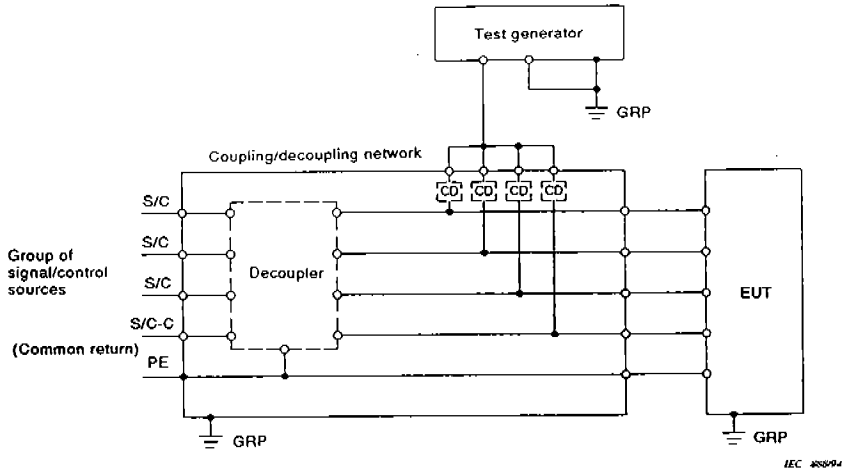 Test generator
GRP
Coupling/decoupling network
CD CD CD CD
S/C
S/C
Group of
signal/control
sources
Decoupler
S/C
EUT
S/C-C
(Common return)
PE
GRP
GRP
IEC